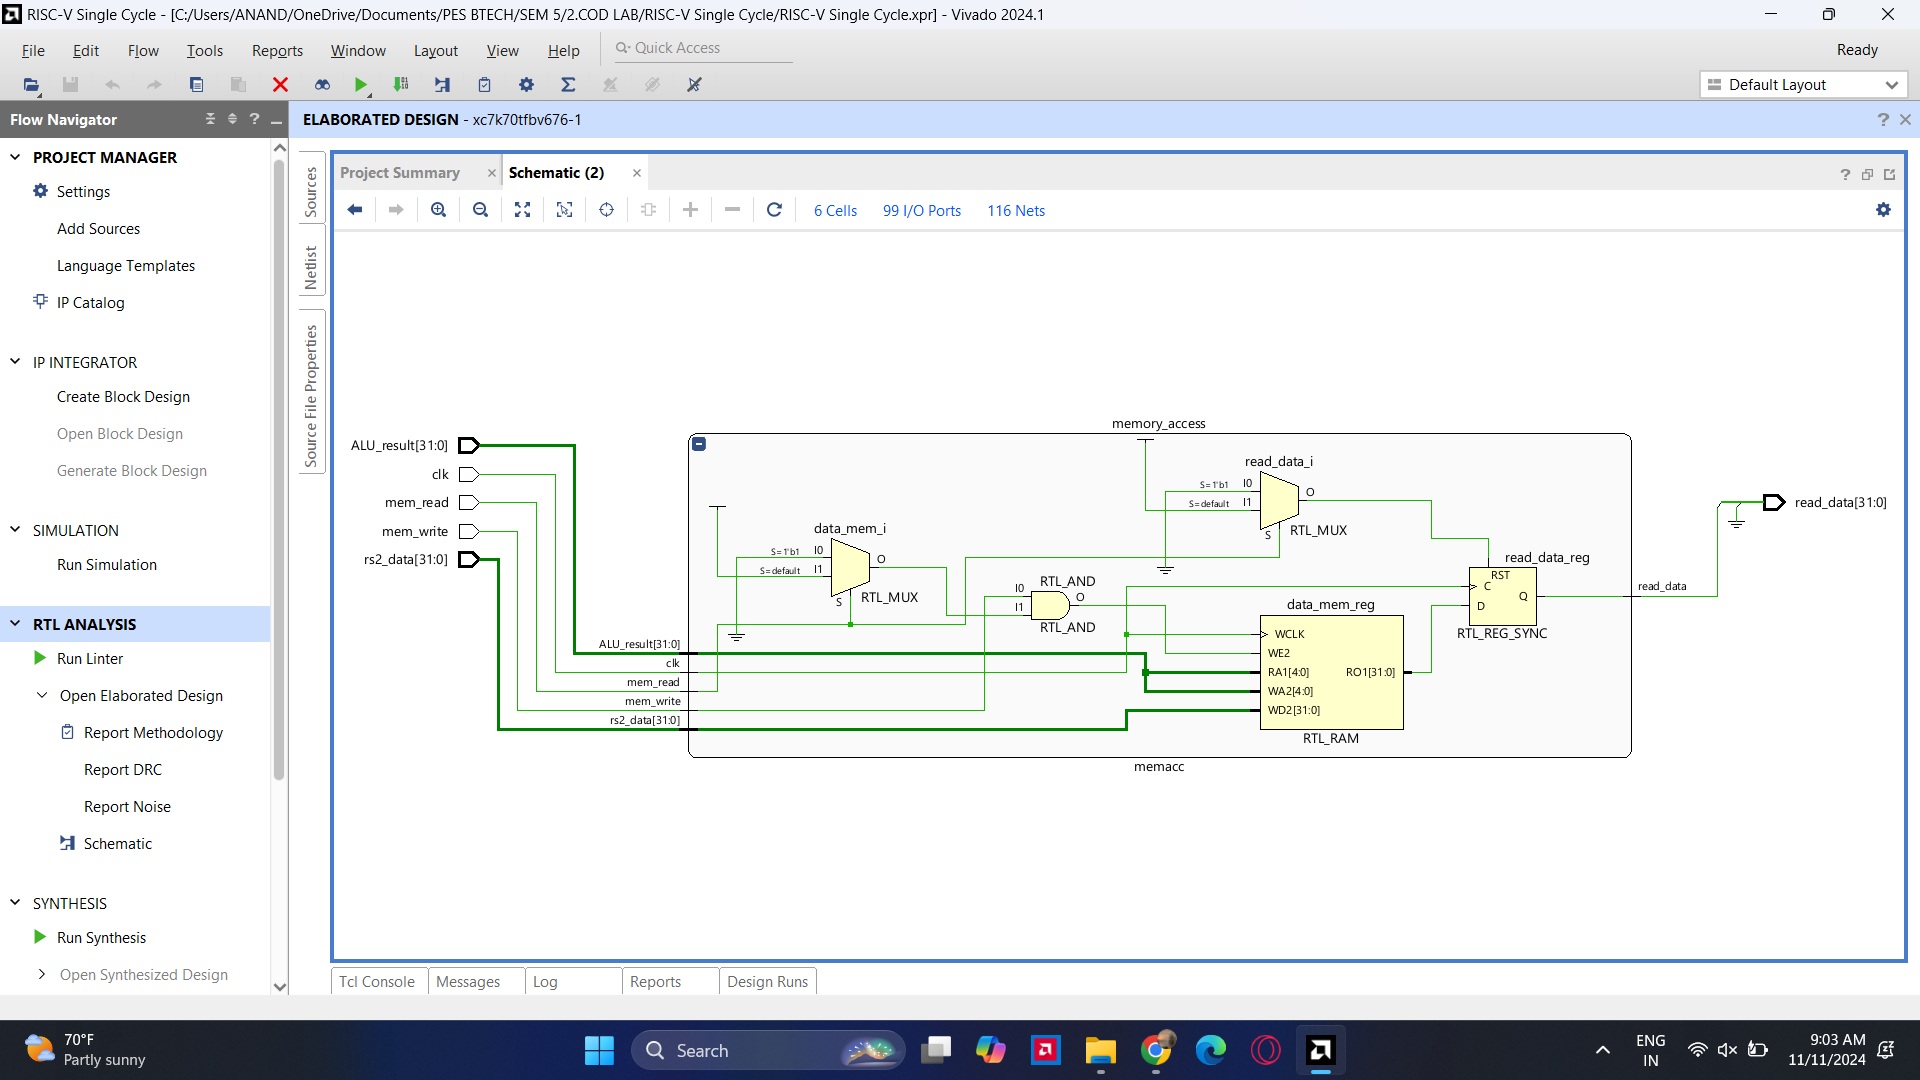 RISC-V Single Cycle - [C:/Users/ANAND/OneDrive/Documents/PES BTECH/SEM 5/2.COD LAB/RISC-V Single Cycle/RISC-V Single Cycle.xpr] - Vivado 2024.1
File Edit Flow Tools Reports Window Layout View Help Quick Access
Ready
Default Layout
Flow Navigator
ELABORATED DESIGN - xc7k70tfbv676-1
PROJECT MANAGER
Settings
Add Sources
Language Templates
IP Catalog
IP INTEGRATOR
Create Block Design
Open Block Design
Generate Block Design
SIMULATION
Run Simulation
RTL ANALYSIS
Run Linter
Open Elaborated Design
Report Methodology
Report DRC
Report Noise
Schematic
SYNTHESIS
Run Synthesis
Open Synthesized Design
Sources
Netlist
Source File Properties
Project Summary
Schematic (2)
6 Cells 99 I/O Ports 116 Nets
ALU_result[31:0]
clk
mem_read
mem_write
rs2_data[31:0]
memory_access
data_mem_i
S=1'b1 I0
S=default I1
O
S
RTL_MUX
read_data_i
S=1'b1 I0
S=default I1
O
S
RTL_MUX
RTL_AND
I0
I1
O
RTL_AND
data_mem_reg
WCLK
WE2
RA1[4:0]
WA2[4:0]
WD2[31:0]
RO1[31:0]
RTL_RAM
read_data_reg
RST
C
D
Q
RTL_REG_SYNC
ALU_result[31:0]
clk
mem_read
mem_write
rs2_data[31:0]
memacc
read_data
read_data[31:0]
Tcl Console Messages Log Reports Design Runs
70°F
Partly sunny
Search
ENG
IN
9:03 AM
11/11/2024